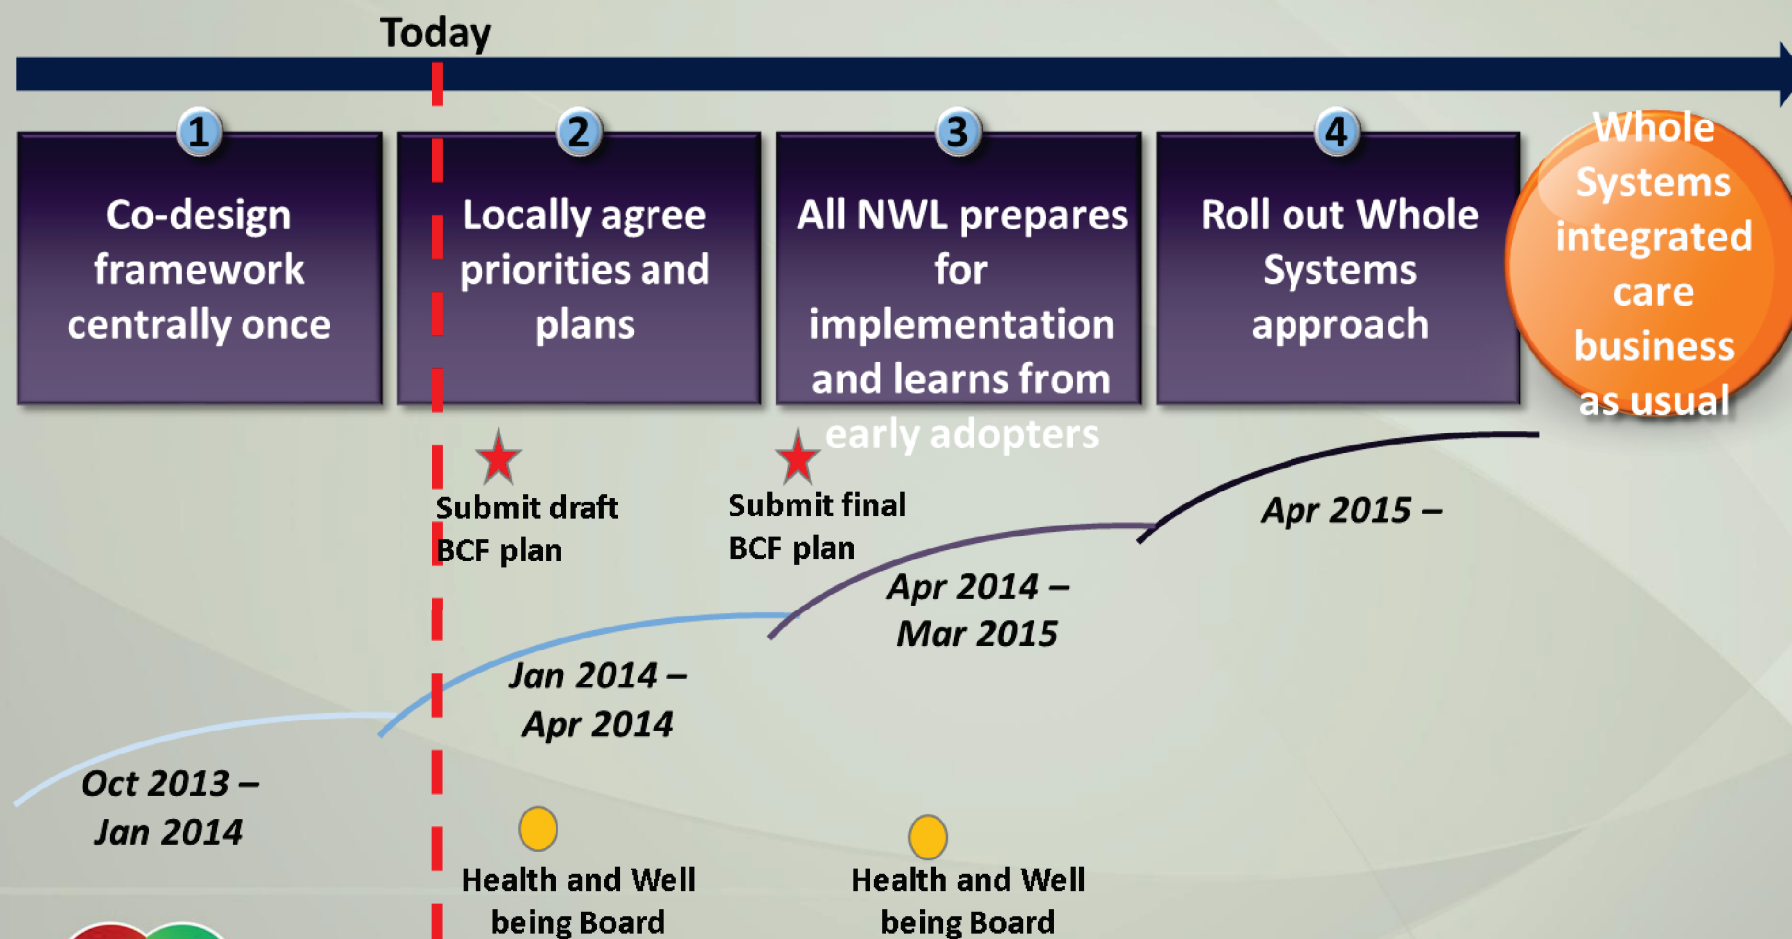 Today
1
Co-design
framework
centrally once
2
Locally agree
priorities and
plans
3
All NWL prepares
for
implementation
and learns from
early adopters
4
Roll out Whole
Systems
approach
Whole
Systems
integrated
care
business
as usual
Submit draft
BCF plan
Submit final
BCF plan
Apr 2015 –
Apr 2014 –
Mar 2015
Jan 2014 –
Apr 2014
Oct 2013 –
Jan 2014
Health and Well
being Board
Health and Well
being Board